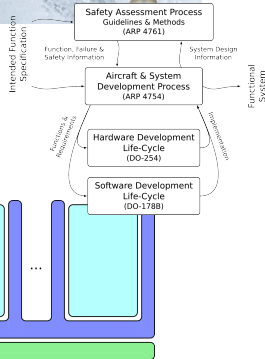 Safety Assessment Process
Guidelines & Methods
(ARP 4761)
Intended Function
Specification
Function, Failure &
Safety Information
System Design
Information
Aircraft & System
Development Process
(ARP 4754)
Functional
System
Functions &
Requirements
Implementation
Hardware Development
Life-Cycle
(DO-254)
Software Development
Life-Cycle
(DO-178B)
...